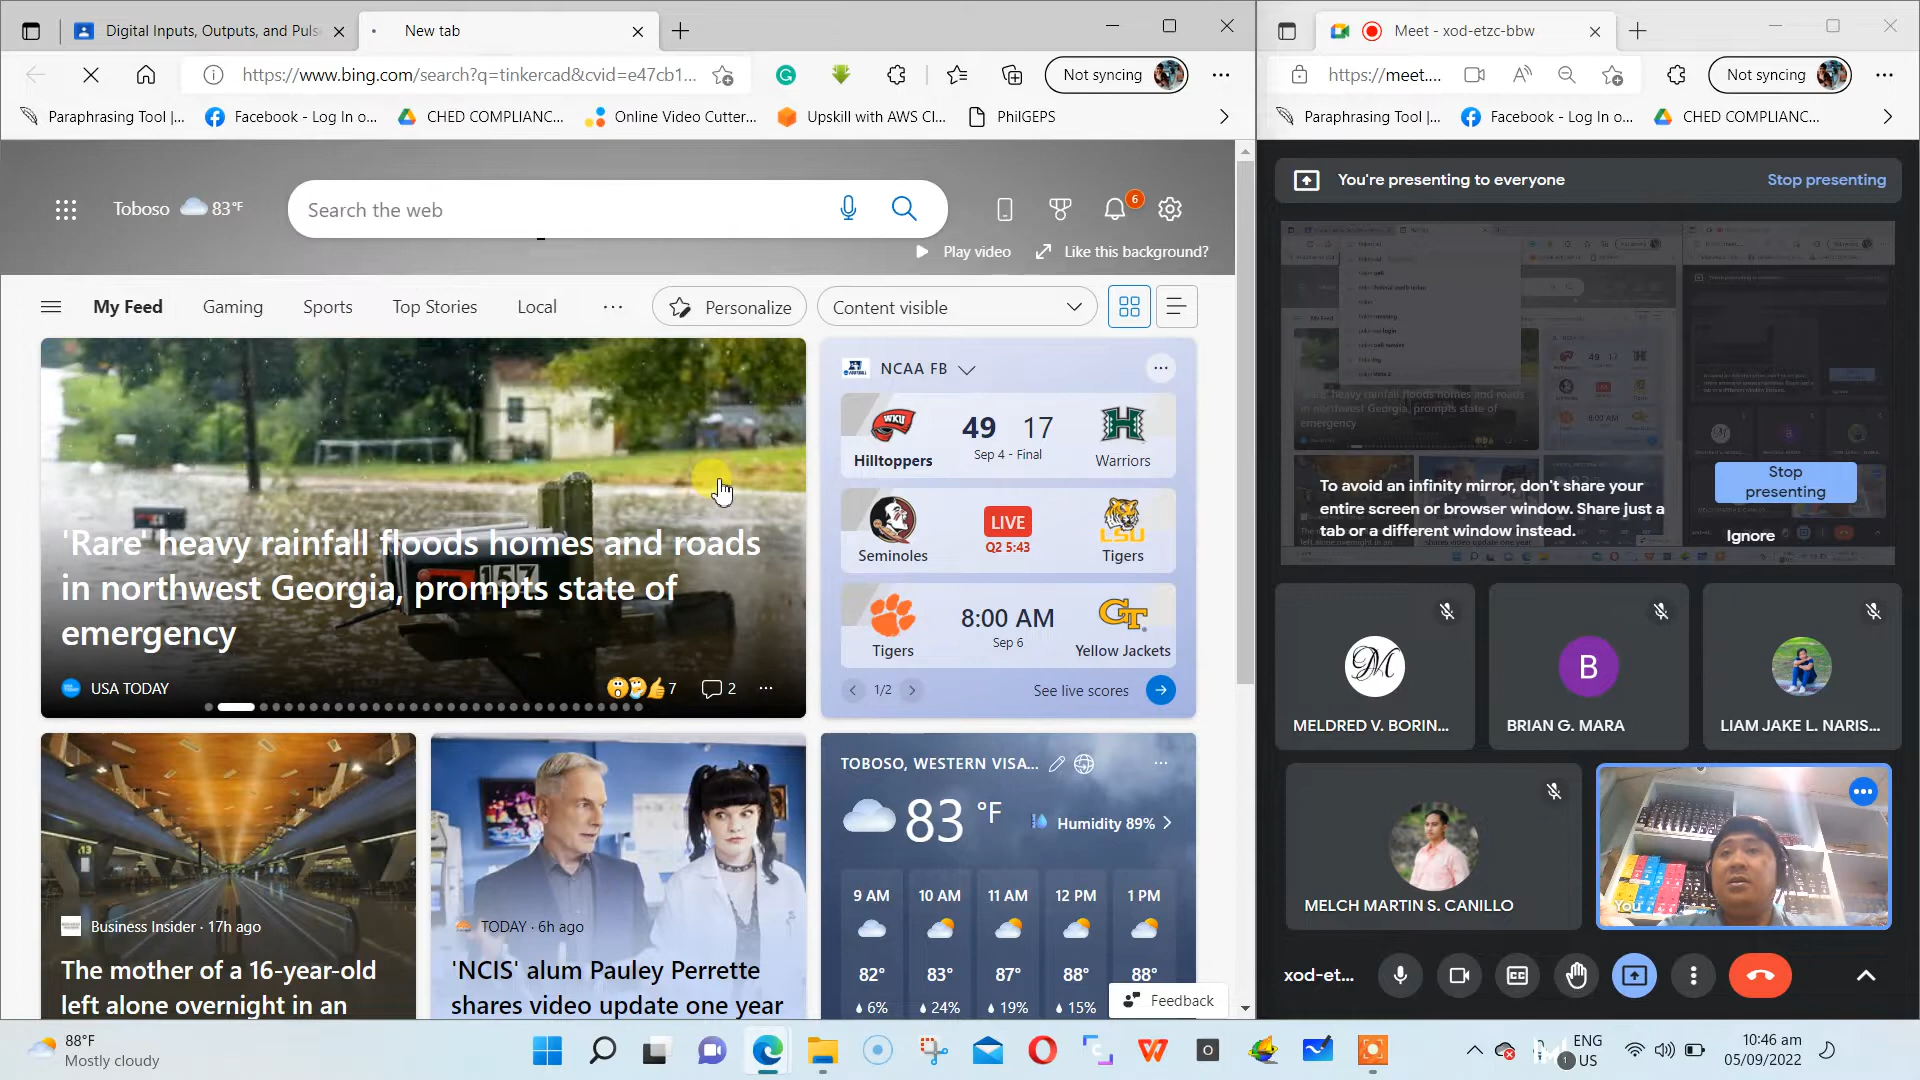 Digital Inputs, Outputs, and Puls
New tab
https://www.bing.com/search?q=tinkercad&cvid=e47cb1...
Not syncing
Paraphrasing Tool |...
Facebook - Log In o...
CHED COMPLIANC...
Online Video Cutter...
Upskill with AWS Cl...
PhilGEPS
Toboso
83°F
Search the web
6
Play video
Like this background?
My Feed
Gaming
Sports
Top Stories
Local
Personalize
Content visible
'Rare' heavy rainfall floods homes and roads
in northwest Georgia, prompts state of
emergency
157
USA TODAY
7
2
NCAA FB
WKU
49 17
Sep 4 - Final
Hilltoppers
Warriors
LIVE
Q2 5:43
Seminoles
LSU
Tigers
8:00 AM
Sep 6
Tigers
GT
Yellow Jackets
1/2
See live scores
Business Insider · 17h ago
The mother of a 16-year-old
left alone overnight in an
TODAY · 6h ago
'NCIS' alum Pauley Perrette
shares video update one year
TOBOSO, WESTERN VISA...
83 °F
Humidity 89%
9 AM 10 AM 11 AM 12 PM 1 PM
82° 83° 87° 88° 88°
6% 24% 19% 15%
Feedback
Meet - xod-etzc-bbw
https://meet....
Not syncing
Paraphrasing Tool |...
Facebook - Log In o...
CHED COMPLIANC...
You're presenting to everyone
Stop presenting
To avoid an infinity mirror, don't share your
entire screen or browser window. Share just a
tab or a different window instead.
Stop
presenting
Ignore
MELDRED V. BORIN...
B
BRIAN G. MARA
LIAM JAKE L. NARIS...
MELCH MARTIN S. CANILLO
You
xod-et...
88°F
Mostly cloudy
ENG
US
1
10:46 am
05/09/2022